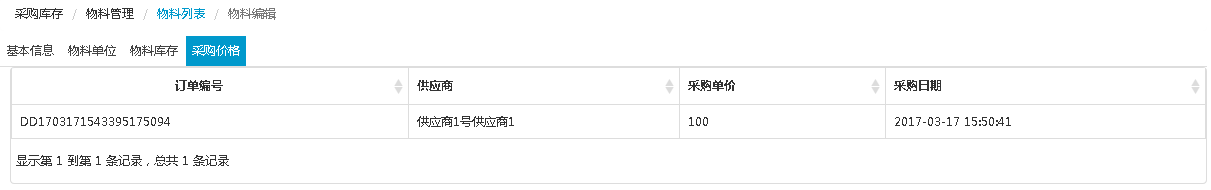 采购库存 / 物料管理 / 物料列表 / 物料编辑
基本信息 物料单位 物料库存 采购价格
订单编号 供应商 采购单价 采购日期
DD1703171543395175094 供应商1号供应商1 100 2017-03-17 15:50:41
显示第 1 到第 1 条记录，总共 1 条记录